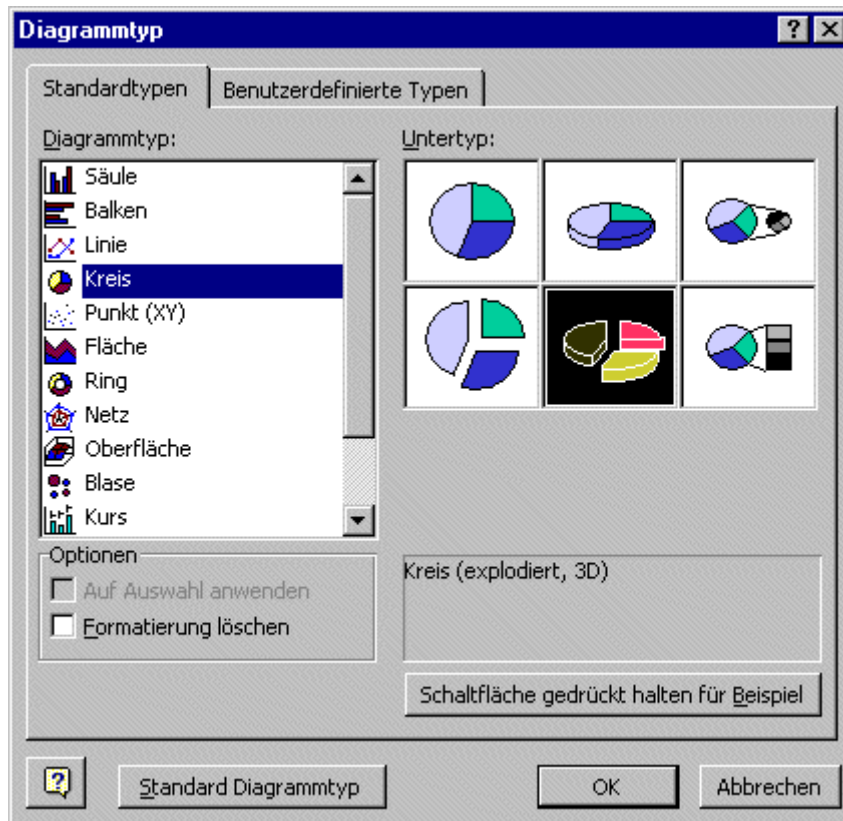 Diagrammtyp
Standardtypen
Benutzerdefinierte Typen
Diagrammtyp:
Säule
Balken
Linie
Kreis
Punkt (XY)
Fläche
Ring
Netz
Oberfläche
Blase
Kurs
Untertyp:
Optionen
Auf Auswahl anwenden
Formatierung löschen
Kreis (explodiert, 3D)
Schaltfläche gedrückt halten für Beispiel
Standard Diagrammtyp
OK
Abbrechen